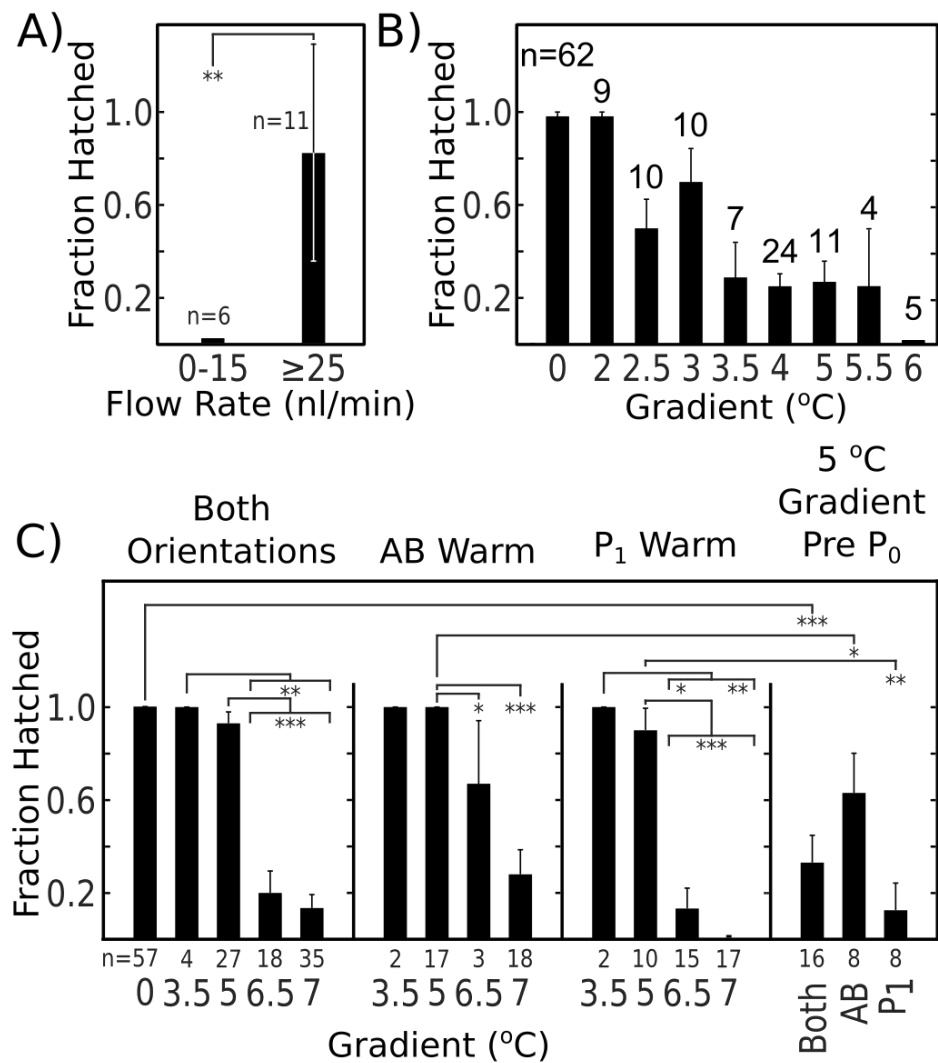 A)
Fraction Hatched
1.0
0.6
0.2
**
n=11
n=6
0-15 ≥25
Flow Rate (nl/min)
B)
Fraction Hatched
1.0
0.6
0.2
n=62
9
10
10
7
24
11
4
5
0 2 2.5 3 3.5 4 5 5.5 6
Gradient (°C)
C)
Both
Orientations
AB Warm
P₁ Warm
5 °C
Gradient
Pre P₀
Fraction Hatched
1.0
0.6
0.2
***
*
**
**
***
* ***
* **
***
n=57 4 27 18 35 2 17 3 18 2 10 15 17 16 8 8
0 3.5 5 6.5 7 3.5 5 6.5 7 3.5 5 6.5 7 Both AB P₁
Gradient (°C)